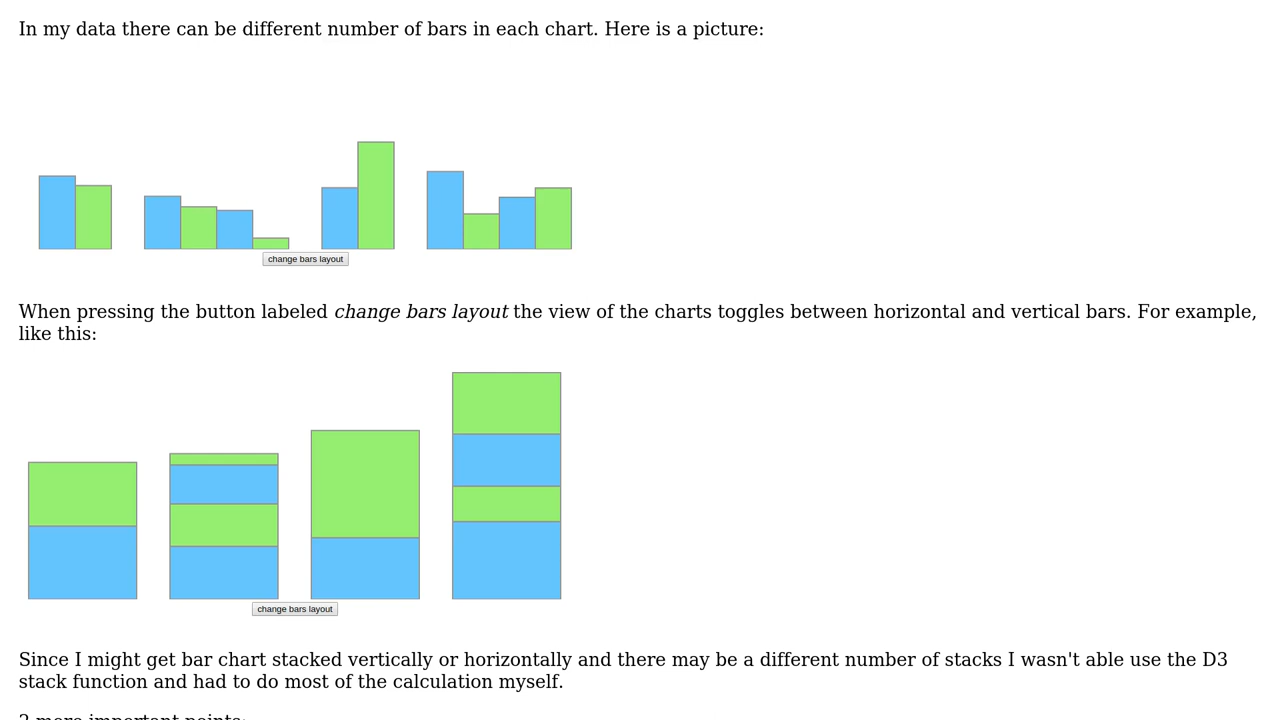 In my data there can be different number of bars in each chart. Here is a picture:
change bars layout
When pressing the button labeled change bars layout the view of the charts toggles between horizontal and vertical bars. For example,
like this:
change bars layout
Since I might get bar chart stacked vertically or horizontally and there may be a different number of stacks I wasn't able use the D3
stack function and had to do most of the calculation myself.
more important points: